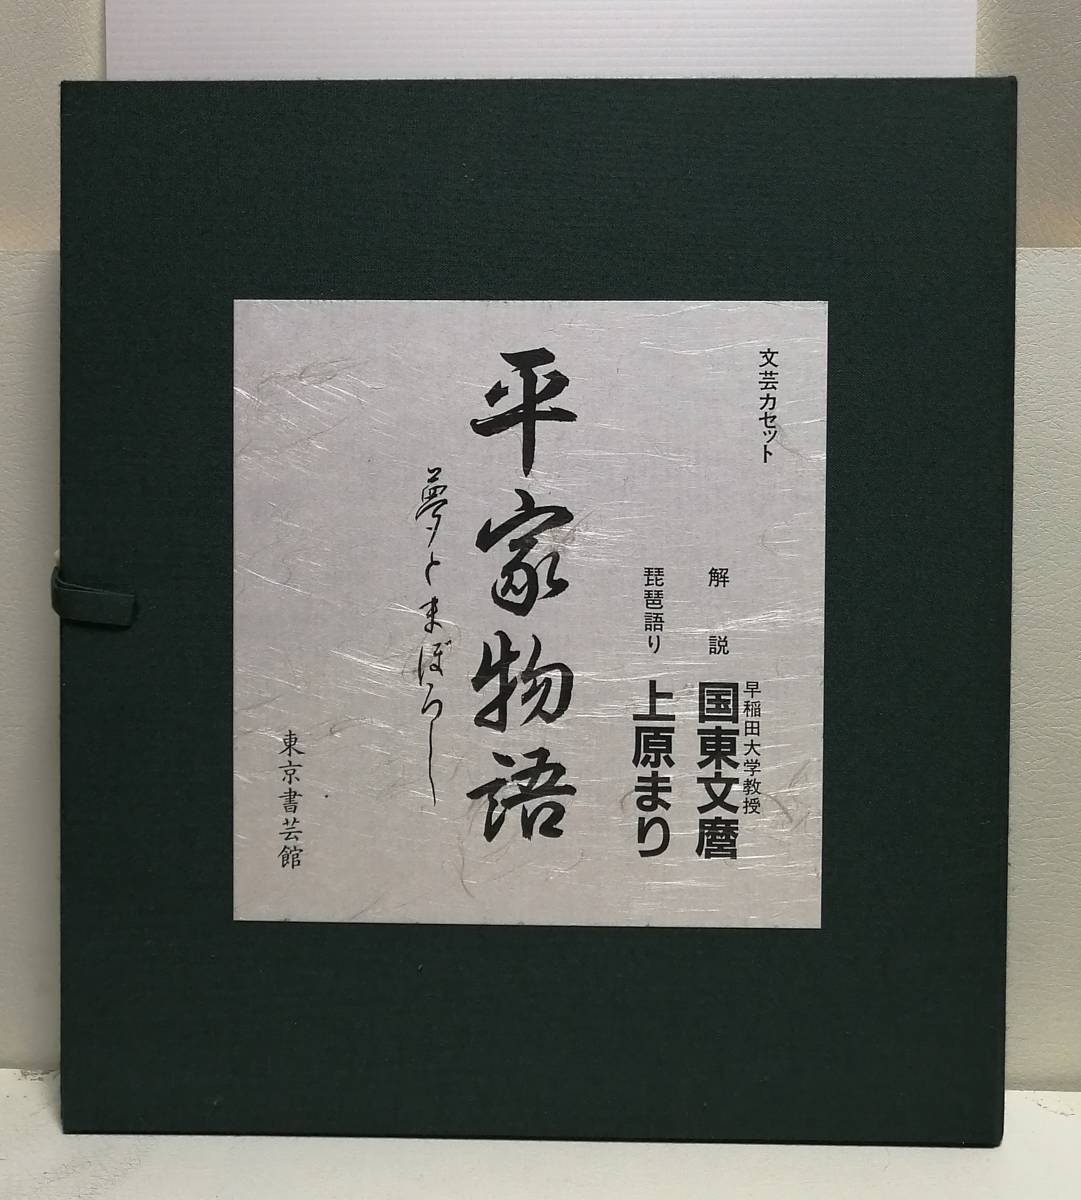 文芸カセット
解説 早稲田大学教授 国東文麿
琵琶語り 上原まり
平家物語
夢とまぼろし
東京書芸館